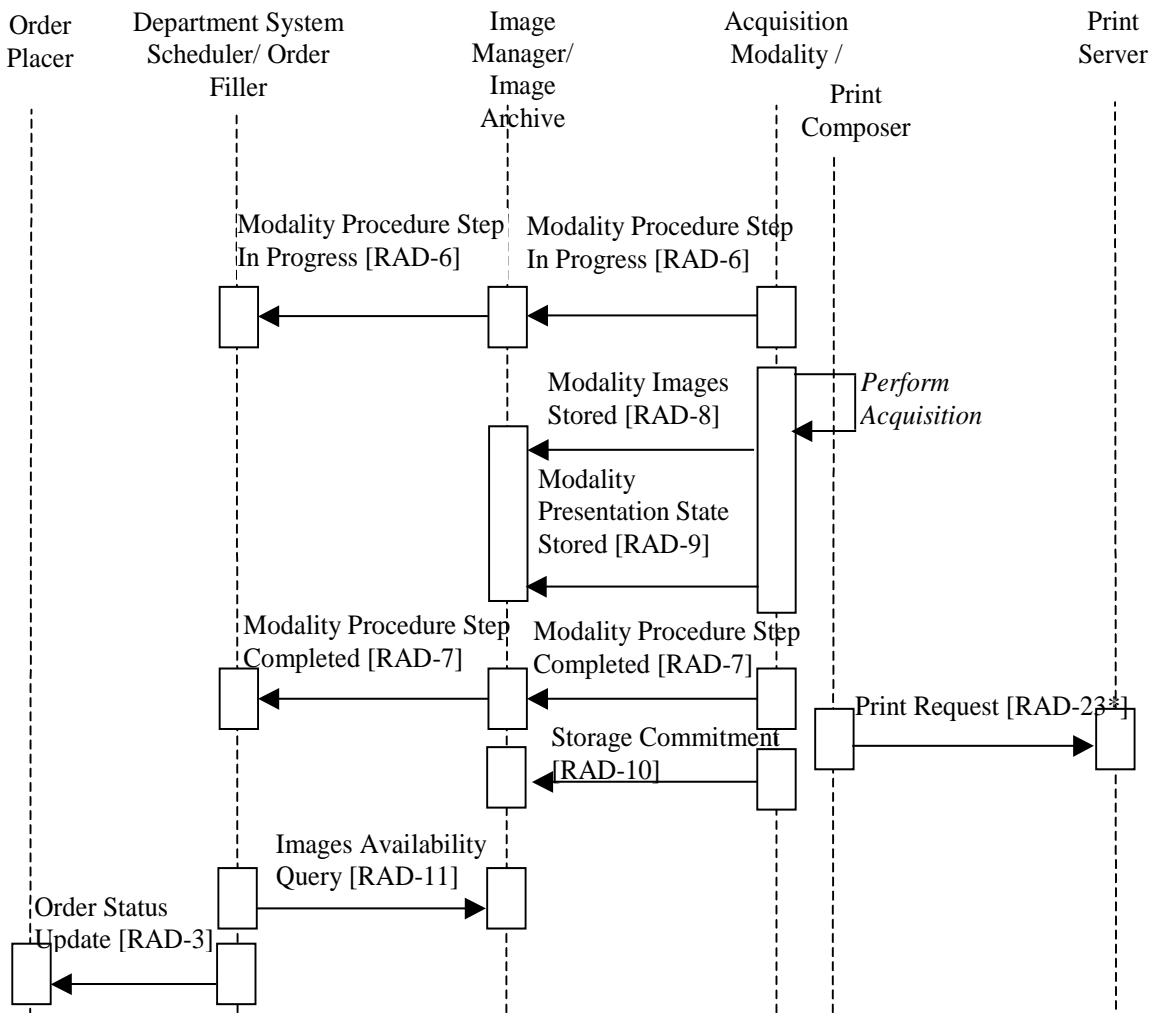 Order
Placer
Department System
Scheduler/ Order
Filler
Image
Manager/
Image
Archive
Acquisition
Modality /
Print
Composer
Print
Server
Modality Procedure Step
In Progress [RAD-6]
Modality Procedure Step
In Progress [RAD-6]
Modality Images
Stored [RAD-8]
Perform
Acquisition
Modality
Presentation State
Stored [RAD-9]
Modality Procedure Step
Completed [RAD-7]
Modality Procedure Step
Completed [RAD-7]
Print Request [RAD-23*]
Storage Commitment
[RAD-10]
Images Availability
Query [RAD-11]
Order Status
Update [RAD-3]